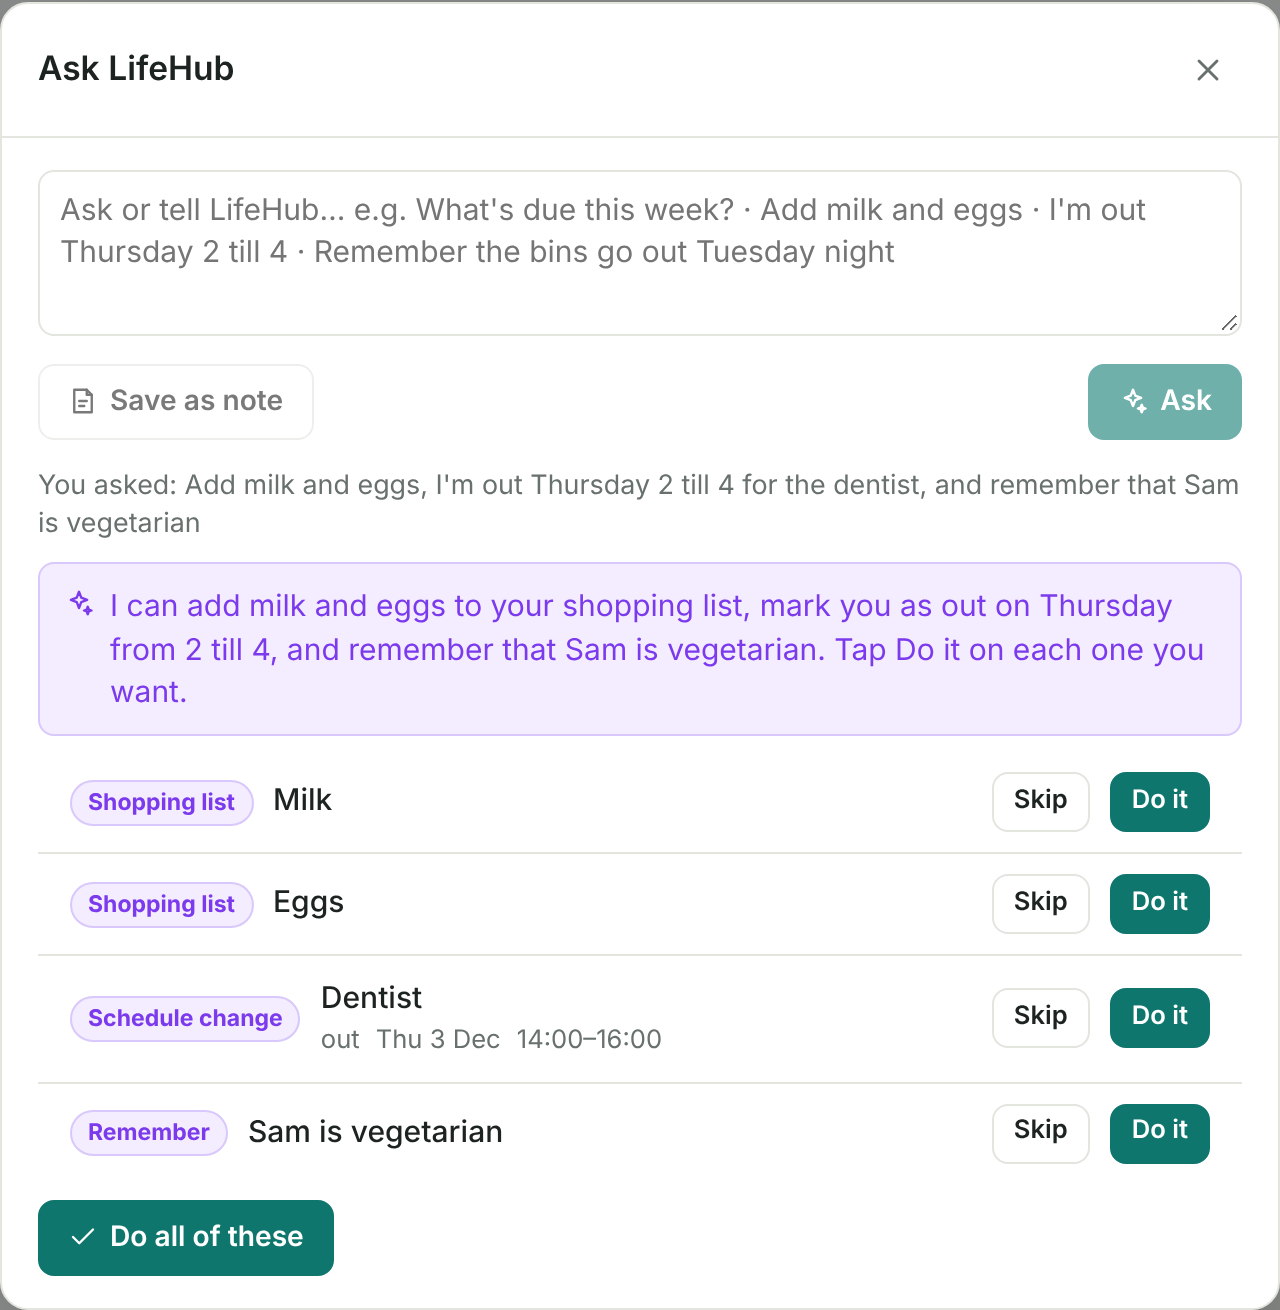 Ask LifeHub
Ask or tell LifeHub... e.g. What's due this week? · Add milk and eggs · I'm out
Thursday 2 till 4 · Remember the bins go out Tuesday night
Save as note
Ask
You asked: Add milk and eggs, I'm out Thursday 2 till 4 for the dentist, and remember that Sam
is vegetarian
I can add milk and eggs to your shopping list, mark you as out on Thursday
from 2 till 4, and remember that Sam is vegetarian. Tap Do it on each one you
want.
Shopping list Milk Skip Do it
Shopping list Eggs Skip Do it
Schedule change Dentist Skip Do it
out Thu 3 Dec 14:00–16:00
Remember Sam is vegetarian Skip Do it
Do all of these